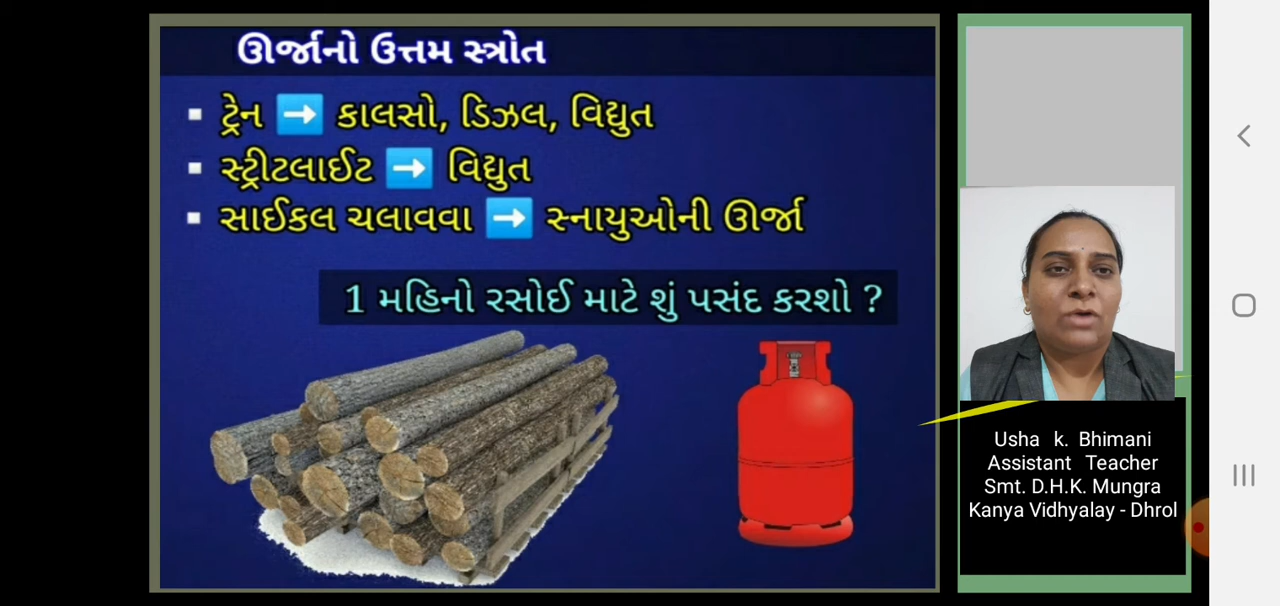 ઊર્જાનો ઉત્તમ સ્ત્રોત
ટ્રેન ➡ કાલસો, ડિઝલ, વિદ્યુત
સ્ટ્રીટલાઈટ ➡ વિદ્યુત
સાઈકલ ચલાવવા ➡ સ્નાયુઓની ઊર્જા
1 મહિનો રસોઈ માટે શું પસંદ કરશો ?
Usha k. Bhimani
Assistant Teacher
Smt. D.H.K. Mungra
Kanya Vidhyalay - Dhrol